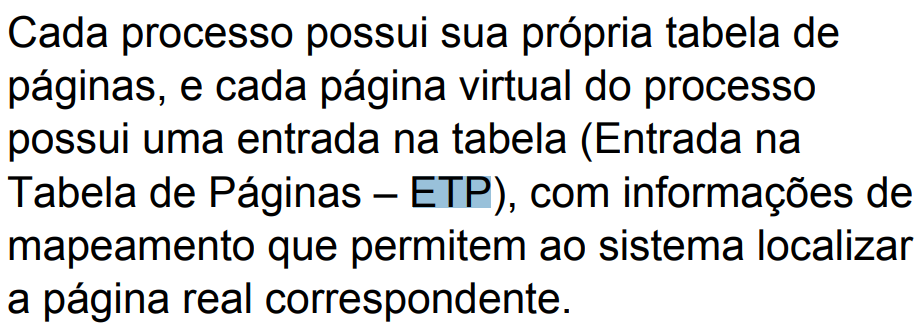 Cada processo possui sua própria tabela de
páginas, e cada página virtual do processo
possui uma entrada na tabela (Entrada na
Tabela de Páginas – ETP), com informações de
mapeamento que permitem ao sistema localizar
a página real correspondente.